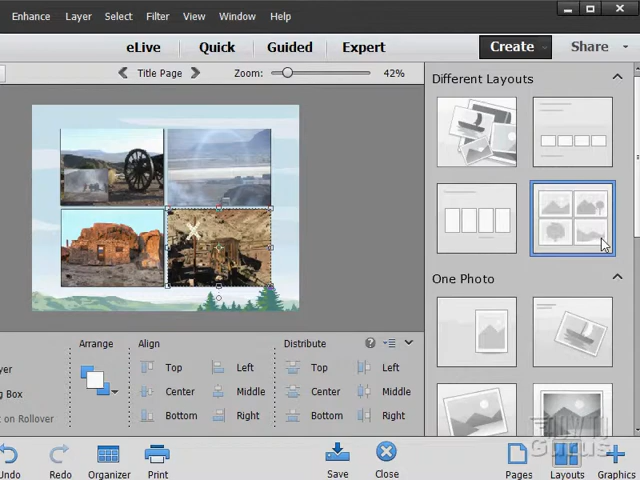 Enhance Layer Select Filter View Window Help
eLive Quick Guided Expert Create Share
Title Page Zoom: 42%
Different Layouts
One Photo
Arrange Align Distribute
Top Left Top Left
Center Middle Center Middle
ng Box
Bottom Right Bottom Right
t on Rollover
Undo Redo Organizer Print Save Close Pages Layouts Graphics
Gurus